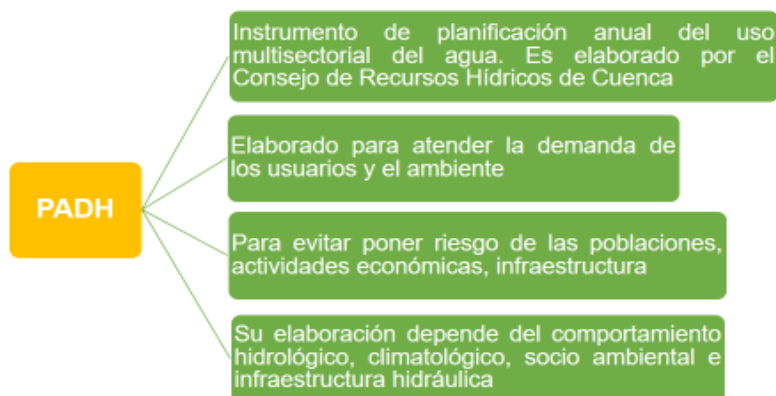 Instrumento de planificación anual del uso
multisectorial del agua. Es elaborado por el
Consejo de Recursos Hídricos de Cuenca
Elaborado para atender la demanda de
los usuarios y el ambiente
PADH
Para evitar poner riesgo de las poblaciones,
actividades económicas, infraestructura
Su elaboración depende del comportamiento
hidrológico, climatológico, socio ambiental e
infraestructura hidráulica